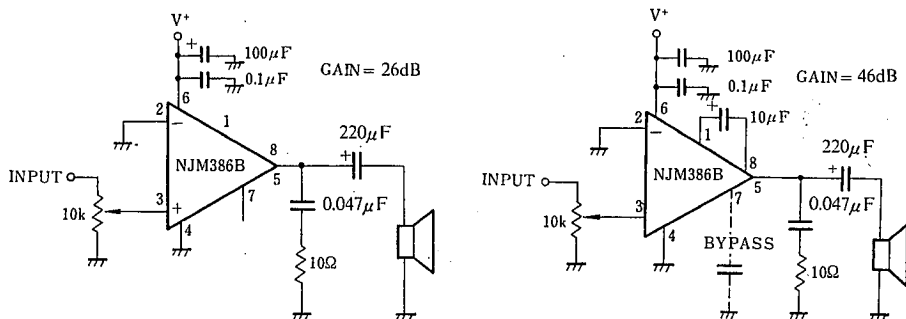 V+
100μF
0.1μF
GAIN= 26dB
6
2
−
1
NJM386B
8
5
220μF
+
+
INPUT
10k
3
+
4
7
0.047μF
10Ω
V+
100μF
0.1μF
GAIN= 46dB
6
2
−
1
+
10μF
8
NJM386B
5
220μF
+
INPUT
10k
3
4
7
0.047μF
BYPASS
10Ω